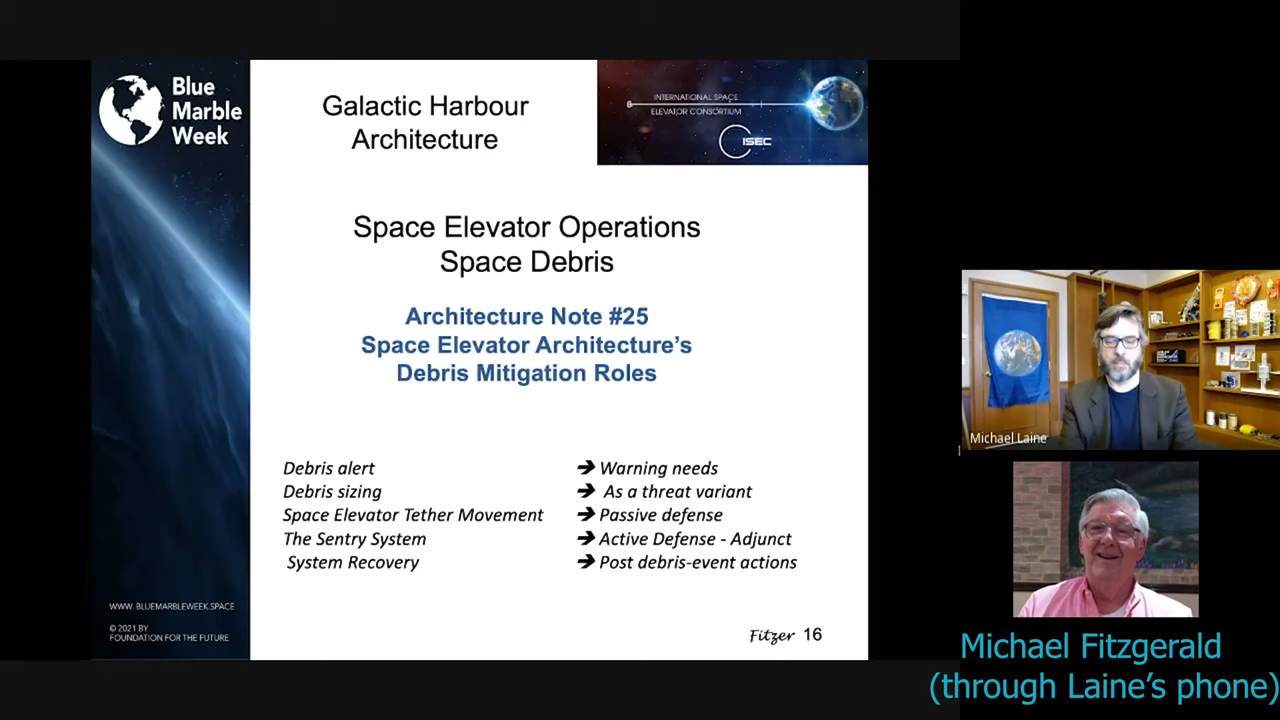 Blue
Marble
Week
Galactic Harbour
Architecture
INTERNATIONAL SPACE
ELEVATOR CONSORTIUM
ISEC
Space Elevator Operations
Space Debris
Architecture Note #25
Space Elevator Architecture's
Debris Mitigation Roles
Debris alert ➔ Warning needs
Debris sizing ➔ As a threat variant
Space Elevator Tether Movement ➔ Passive defense
The Sentry System ➔ Active Defense - Adjunct
System Recovery ➔ Post debris-event actions
WWW. BLUEMARBLEWEEK.SPACE
© 2021 BY
FOUNDATION FOR THE FUTURE
Fitzer 16
Michael Laine
Michael Fitzgerald
(through Laine's phone)